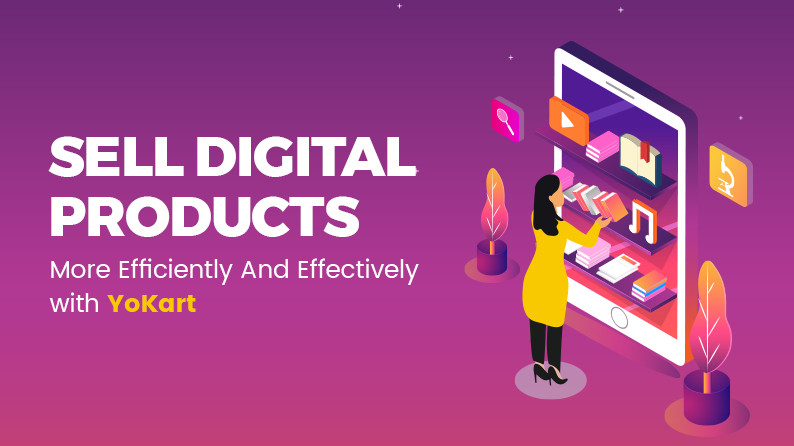 SELL DIGITAL
PRODUCTS
More Efficiently And Effectively
with YoKart